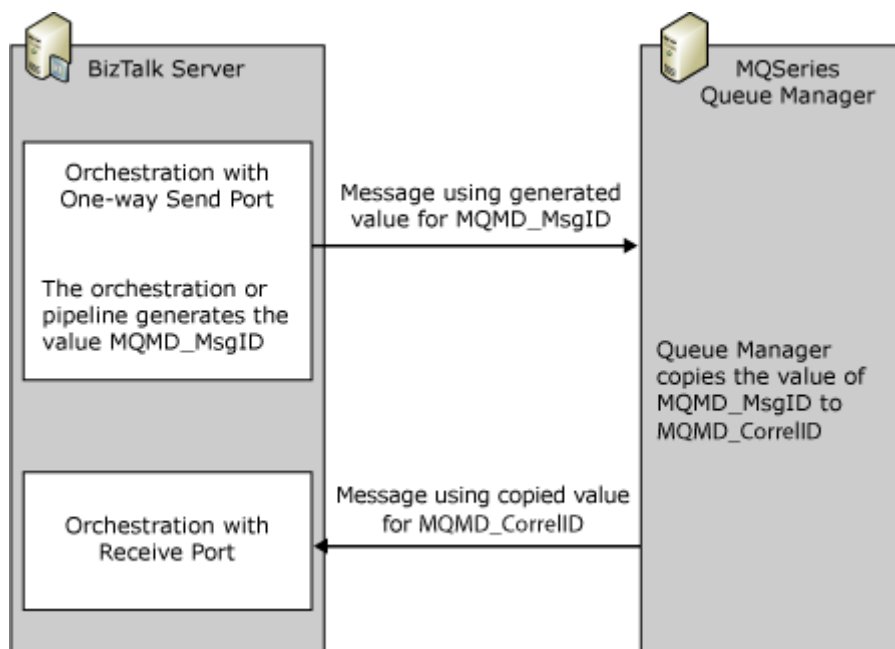 BizTalk Server
Orchestration with
One-way Send Port
The orchestration or
pipeline generates the
value MQMD_MsgID
Message using generated
value for MQMD_MsgID
MQSeries
Queue Manager
Queue Manager
copies the value of
MQMD_MsgID to
MQMD_CorrelID
Message using copied value
for MQMD_CorrelID
Orchestration with
Receive Port